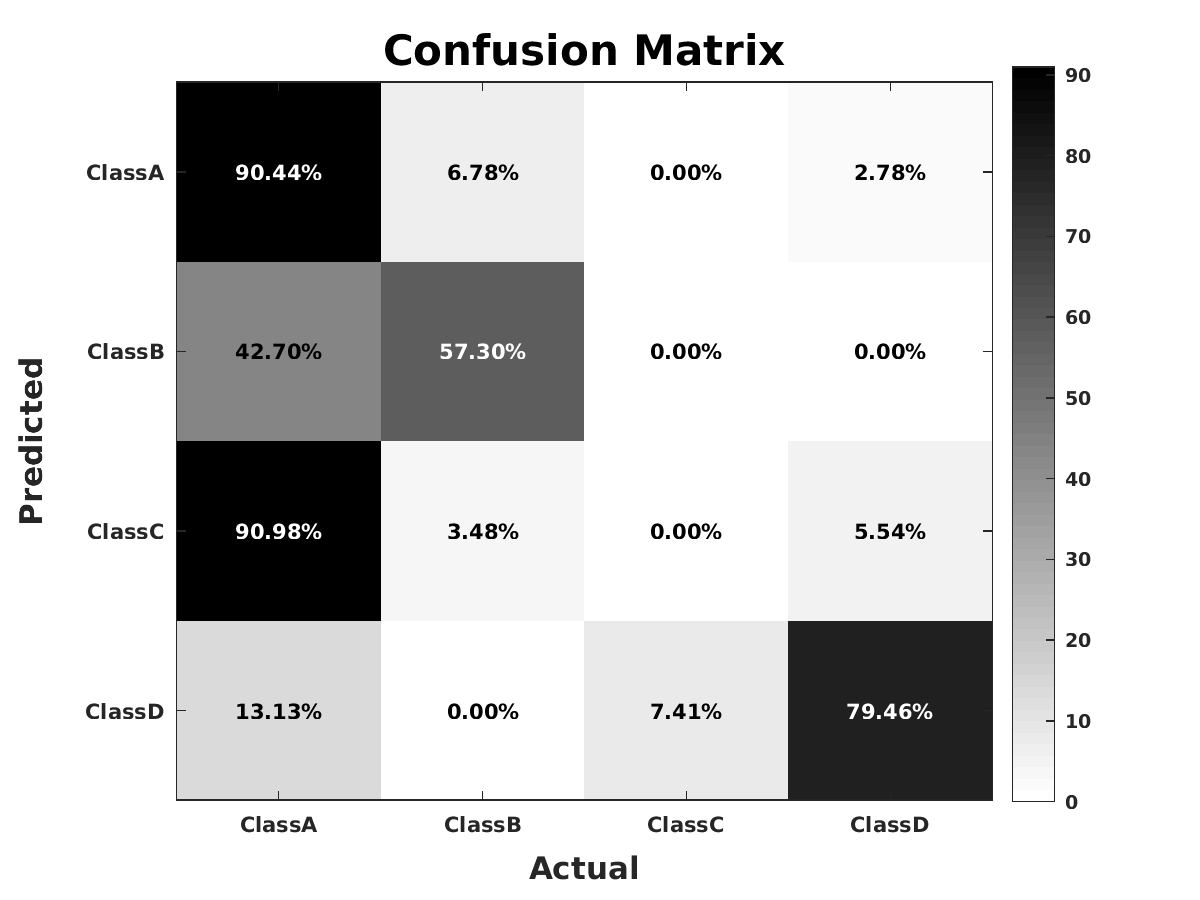 Confusion Matrix
ClassA 90.44% 6.78% 0.00% 2.78%
ClassB 42.70% 57.30% 0.00% 0.00%
ClassC 90.98% 3.48% 0.00% 5.54%
ClassD 13.13% 0.00% 7.41% 79.46%
ClassA ClassB ClassC ClassD
Actual
Predicted
90
80
70
60
50
40
30
20
10
0